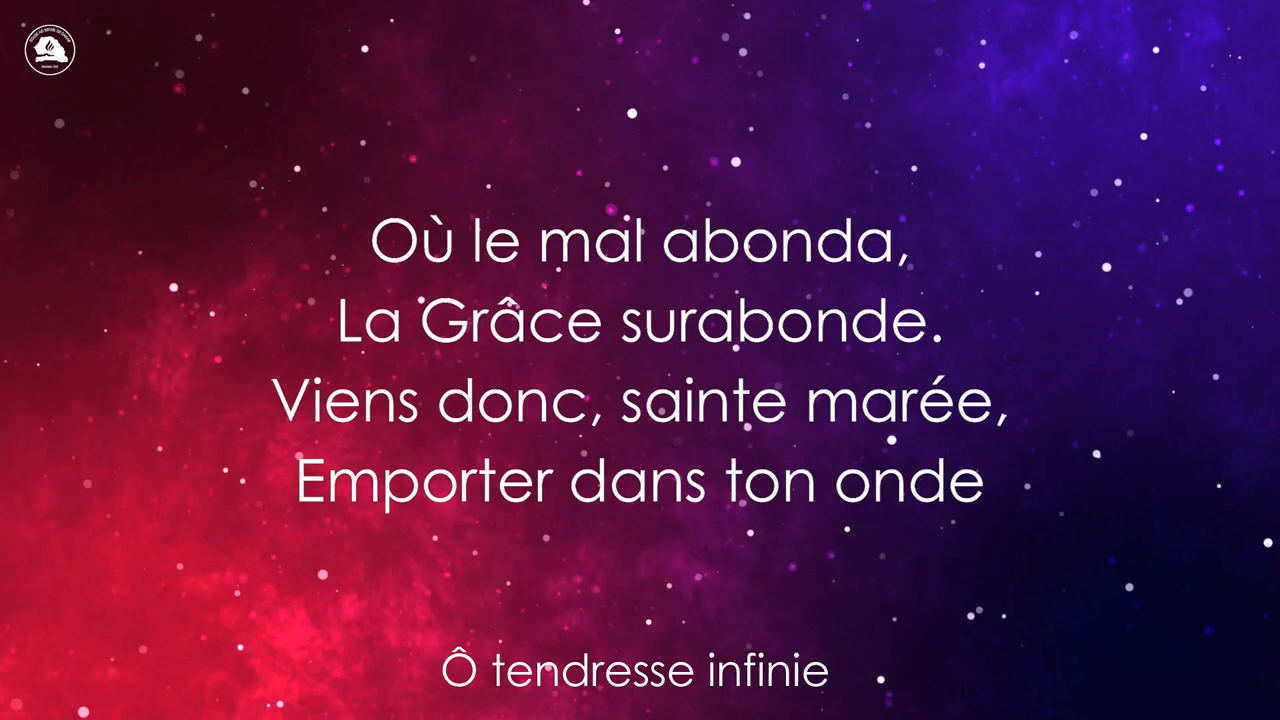 Où le mal abonda,
La Grâce surabonde.
Viens donc, sainte marée,
Emporter dans ton onde
Ô tendresse infinie